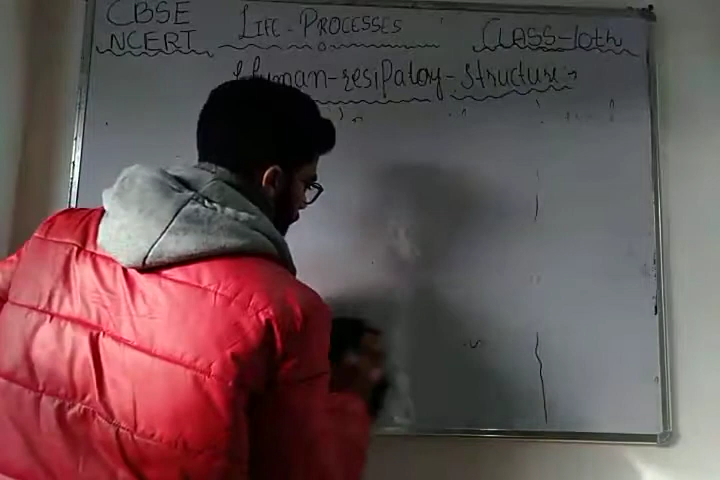 CBSE
NCERT
LIFE-PROCESSES
CLASS-10th
Human-resipatory-structure:-